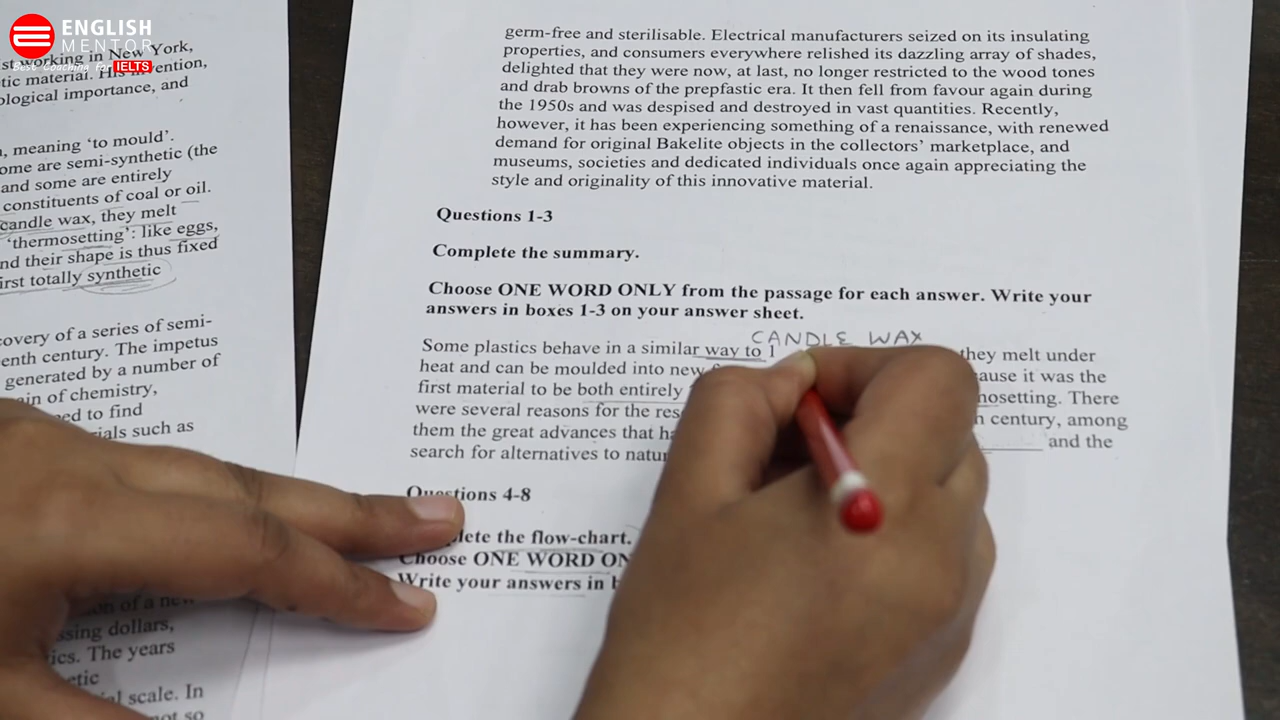 ENGLISH
MENTOR
Best Coaching for IELTS
st working in New York,
tic material. His invention,
ological importance, and
, meaning ‘to mould’.
ome are semi-synthetic (the
and some are entirely
constituents of coal or oil.
candle wax, they melt
‘thermosetting’: like eggs,
nd their shape is thus fixed
irst totally synthetic
overy of a series of semi-
enth century. The impetus
generated by a number of
ain of chemistry,
ed to find
ials such as
on of a new
ssing dollars,
ics. The years
etic
ial scale. In
not so
germ-free and sterilisable. Electrical manufacturers seized on its insulating
properties, and consumers everywhere relished its dazzling array of shades,
delighted that they were now, at last, no longer restricted to the wood tones
and drab browns of the prepfastic era. It then fell from favour again during
the 1950s and was despised and destroyed in vast quantities. Recently,
however, it has been experiencing something of a renaissance, with renewed
demand for original Bakelite objects in the collectors’ marketplace, and
museums, societies and dedicated individuals once again appreciating the
style and originality of this innovative material.
Questions 1-3
Complete the summary.
Choose ONE WORD ONLY from the passage for each answer. Write your
answers in boxes 1-3 on your answer sheet.
CANDLE WAX
Some plastics behave in a similar way to 1 they melt under
heat and can be moulded into new ause it was the
first material to be both entirely nosetting. There
were several reasons for the res h century, among
them the great advances that ha and the
search for alternatives to natur
Questions 4-8
lete the flow-chart.
Choose ONE WORD ON
Write your answers in b